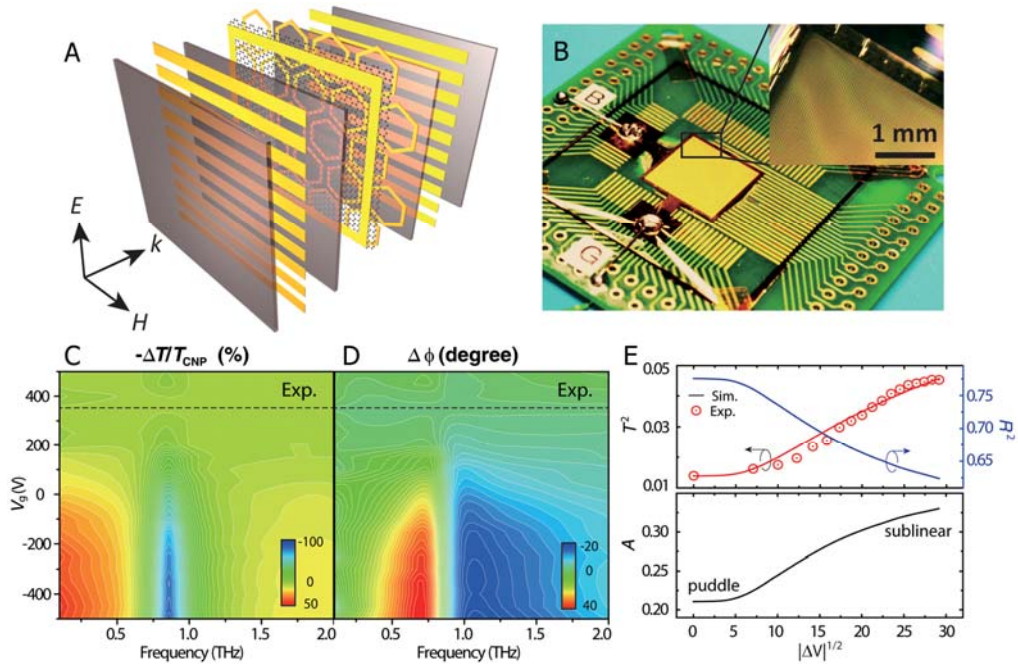 A
E
k
H
B
B
G
1 mm
C
-ΔT/T_CNP (%)
Exp.
V_g (V)
400
200
0
-200
-400
-100
0
50
0.5
1.0
1.5
2.0
Frequency (THz)
D
Δ ϕ (degree)
Exp.
-20
0
40
0.5
1.0
1.5
2.0
Frequency (THz)
E
T²
0.05
0.03
0.01
Sim.
Exp.
R²
0.75
0.70
0.65
A
0.30
0.25
0.20
puddle
sublinear
0
5
10
15
20
25
30
|ΔV|^1/2